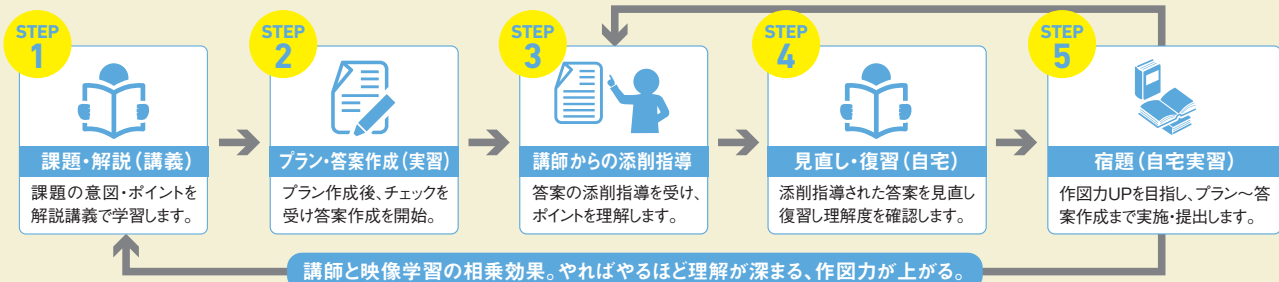 STEP
1
課題・解説(講義)
課題の意図・ポイントを
解説講義で学習します。
STEP
2
プラン・答案作成(実習)
プラン作成後、チェックを
受け答案作成を開始。
STEP
3
講師からの添削指導
答案の添削指導を受け、
ポイントを理解します。
STEP
4
見直し・復習(自宅)
添削指導された答案を見直し
復習し理解度を確認します。
STEP
5
宿題(自宅実習)
作図力UPを目指し、プラン〜答
案作成まで実施・提出します。
講師と映像学習の相乗効果。やればやるほど理解が深まる、作図力が上がる。